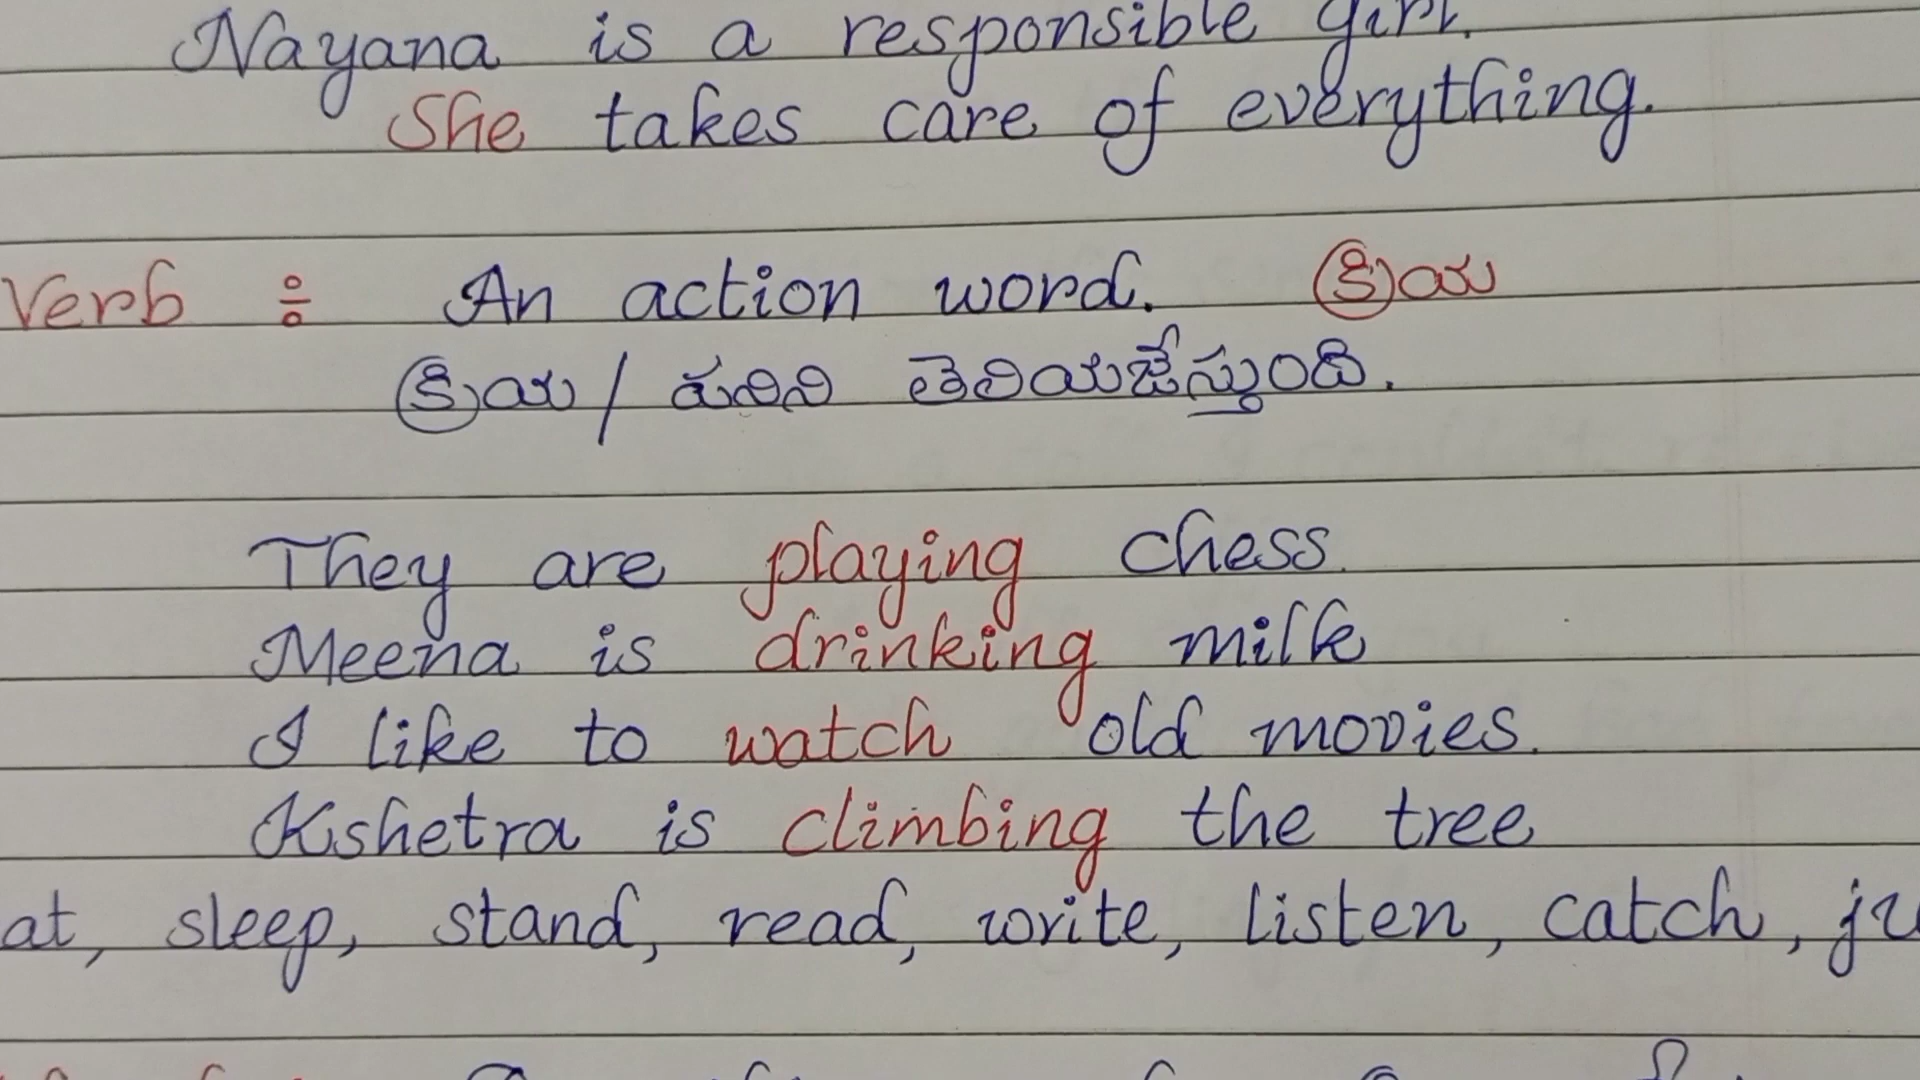 Nayana is a responsible girl.
She takes care of everything.
Verb : An action word. క్రియ
క్రియ / పనిని తెలియజేస్తుంది.
They are playing chess.
Meena is drinking milk
I like to watch old movies.
Kshetra is climbing the tree
at, sleep, stand, read, write, listen, catch, ju